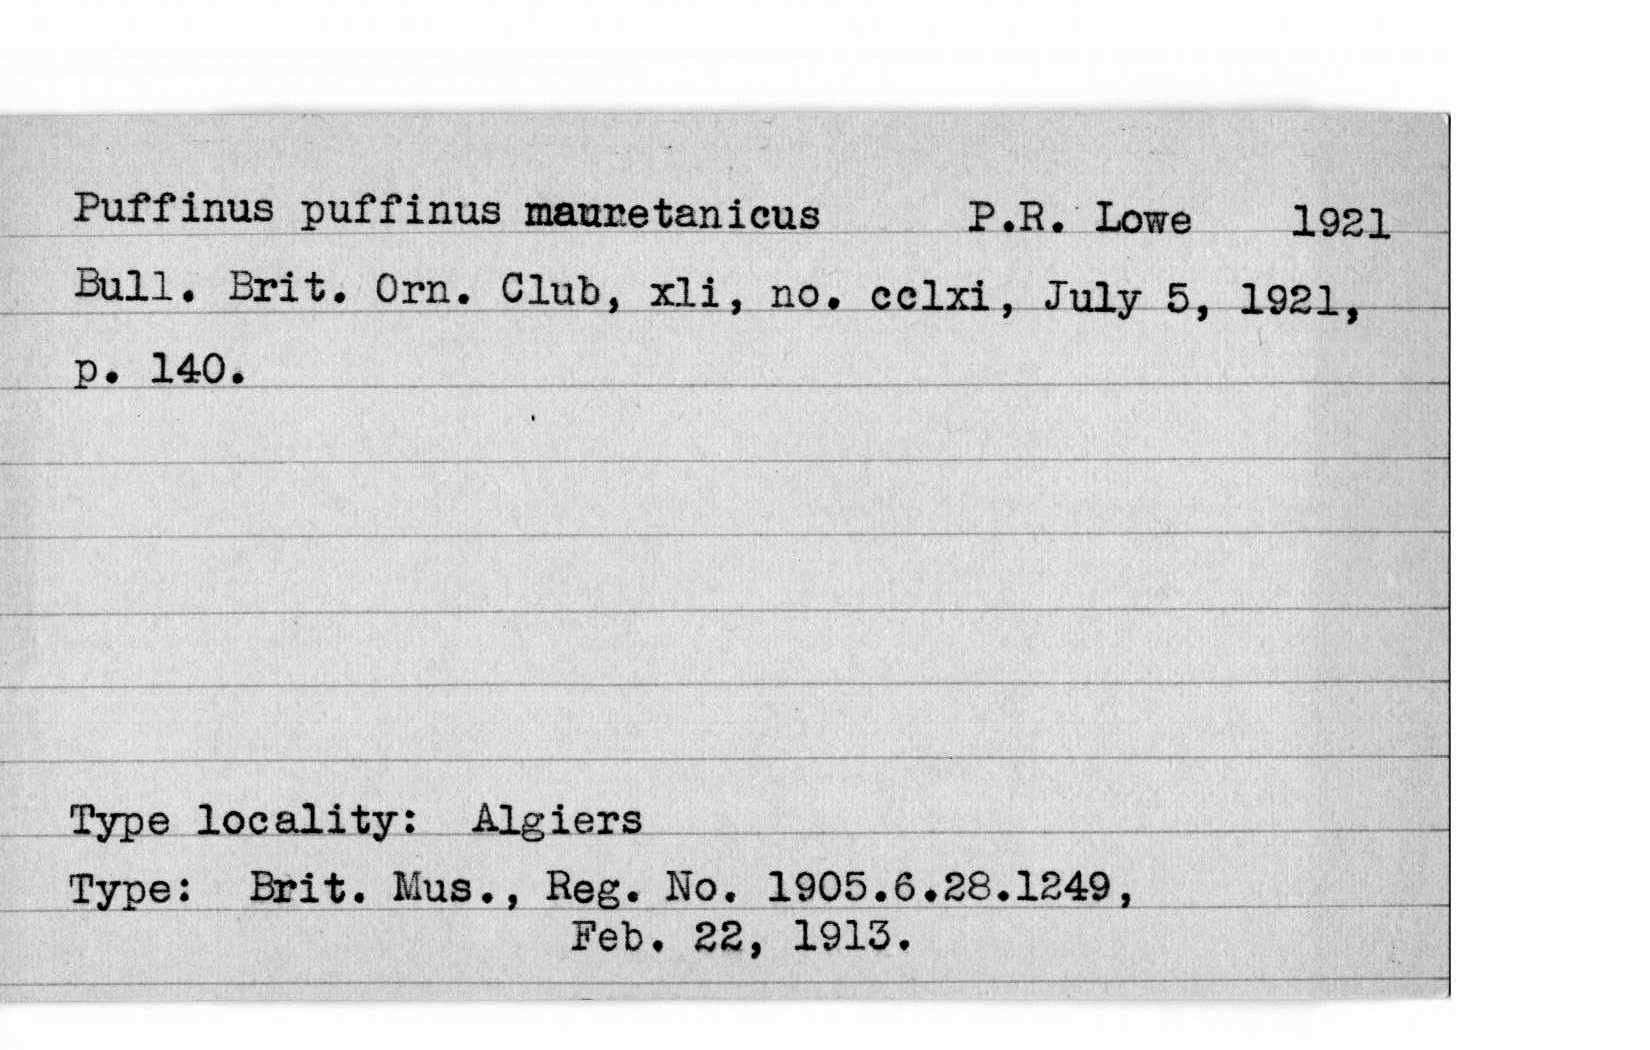 Puffinus puffinus mauretanicus P.R. Lowe 1921
Bull. Brit. Orn. Club, xli, no. cclxi, July 5, 1921,
p. 140.
Type locality: Algiers
Type: Brit. Mus., Reg. No. 1905.6.28.1249,
Feb. 22, 1913.